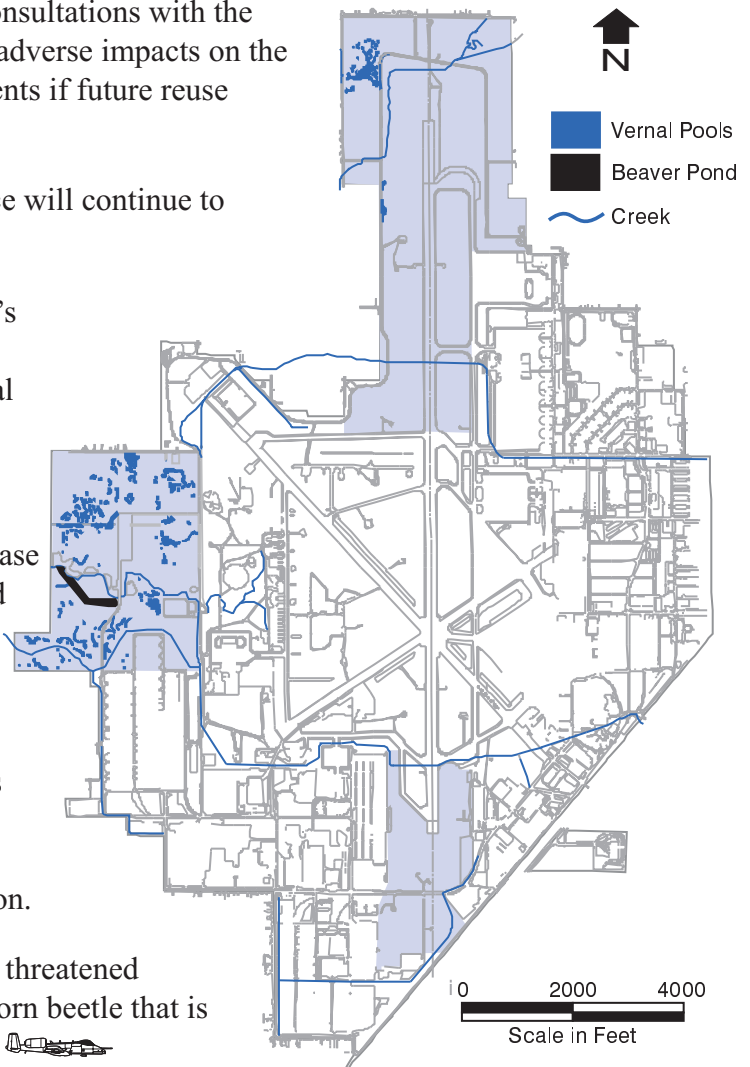 onsultations with the
adverse impacts on the
ents if future reuse
e will continue to
's
al
ase
d
s
on.
threatened
orn beetle that is
N
Vernal Pools
Beaver Pond
Creek
0 2000 4000
Scale in Feet